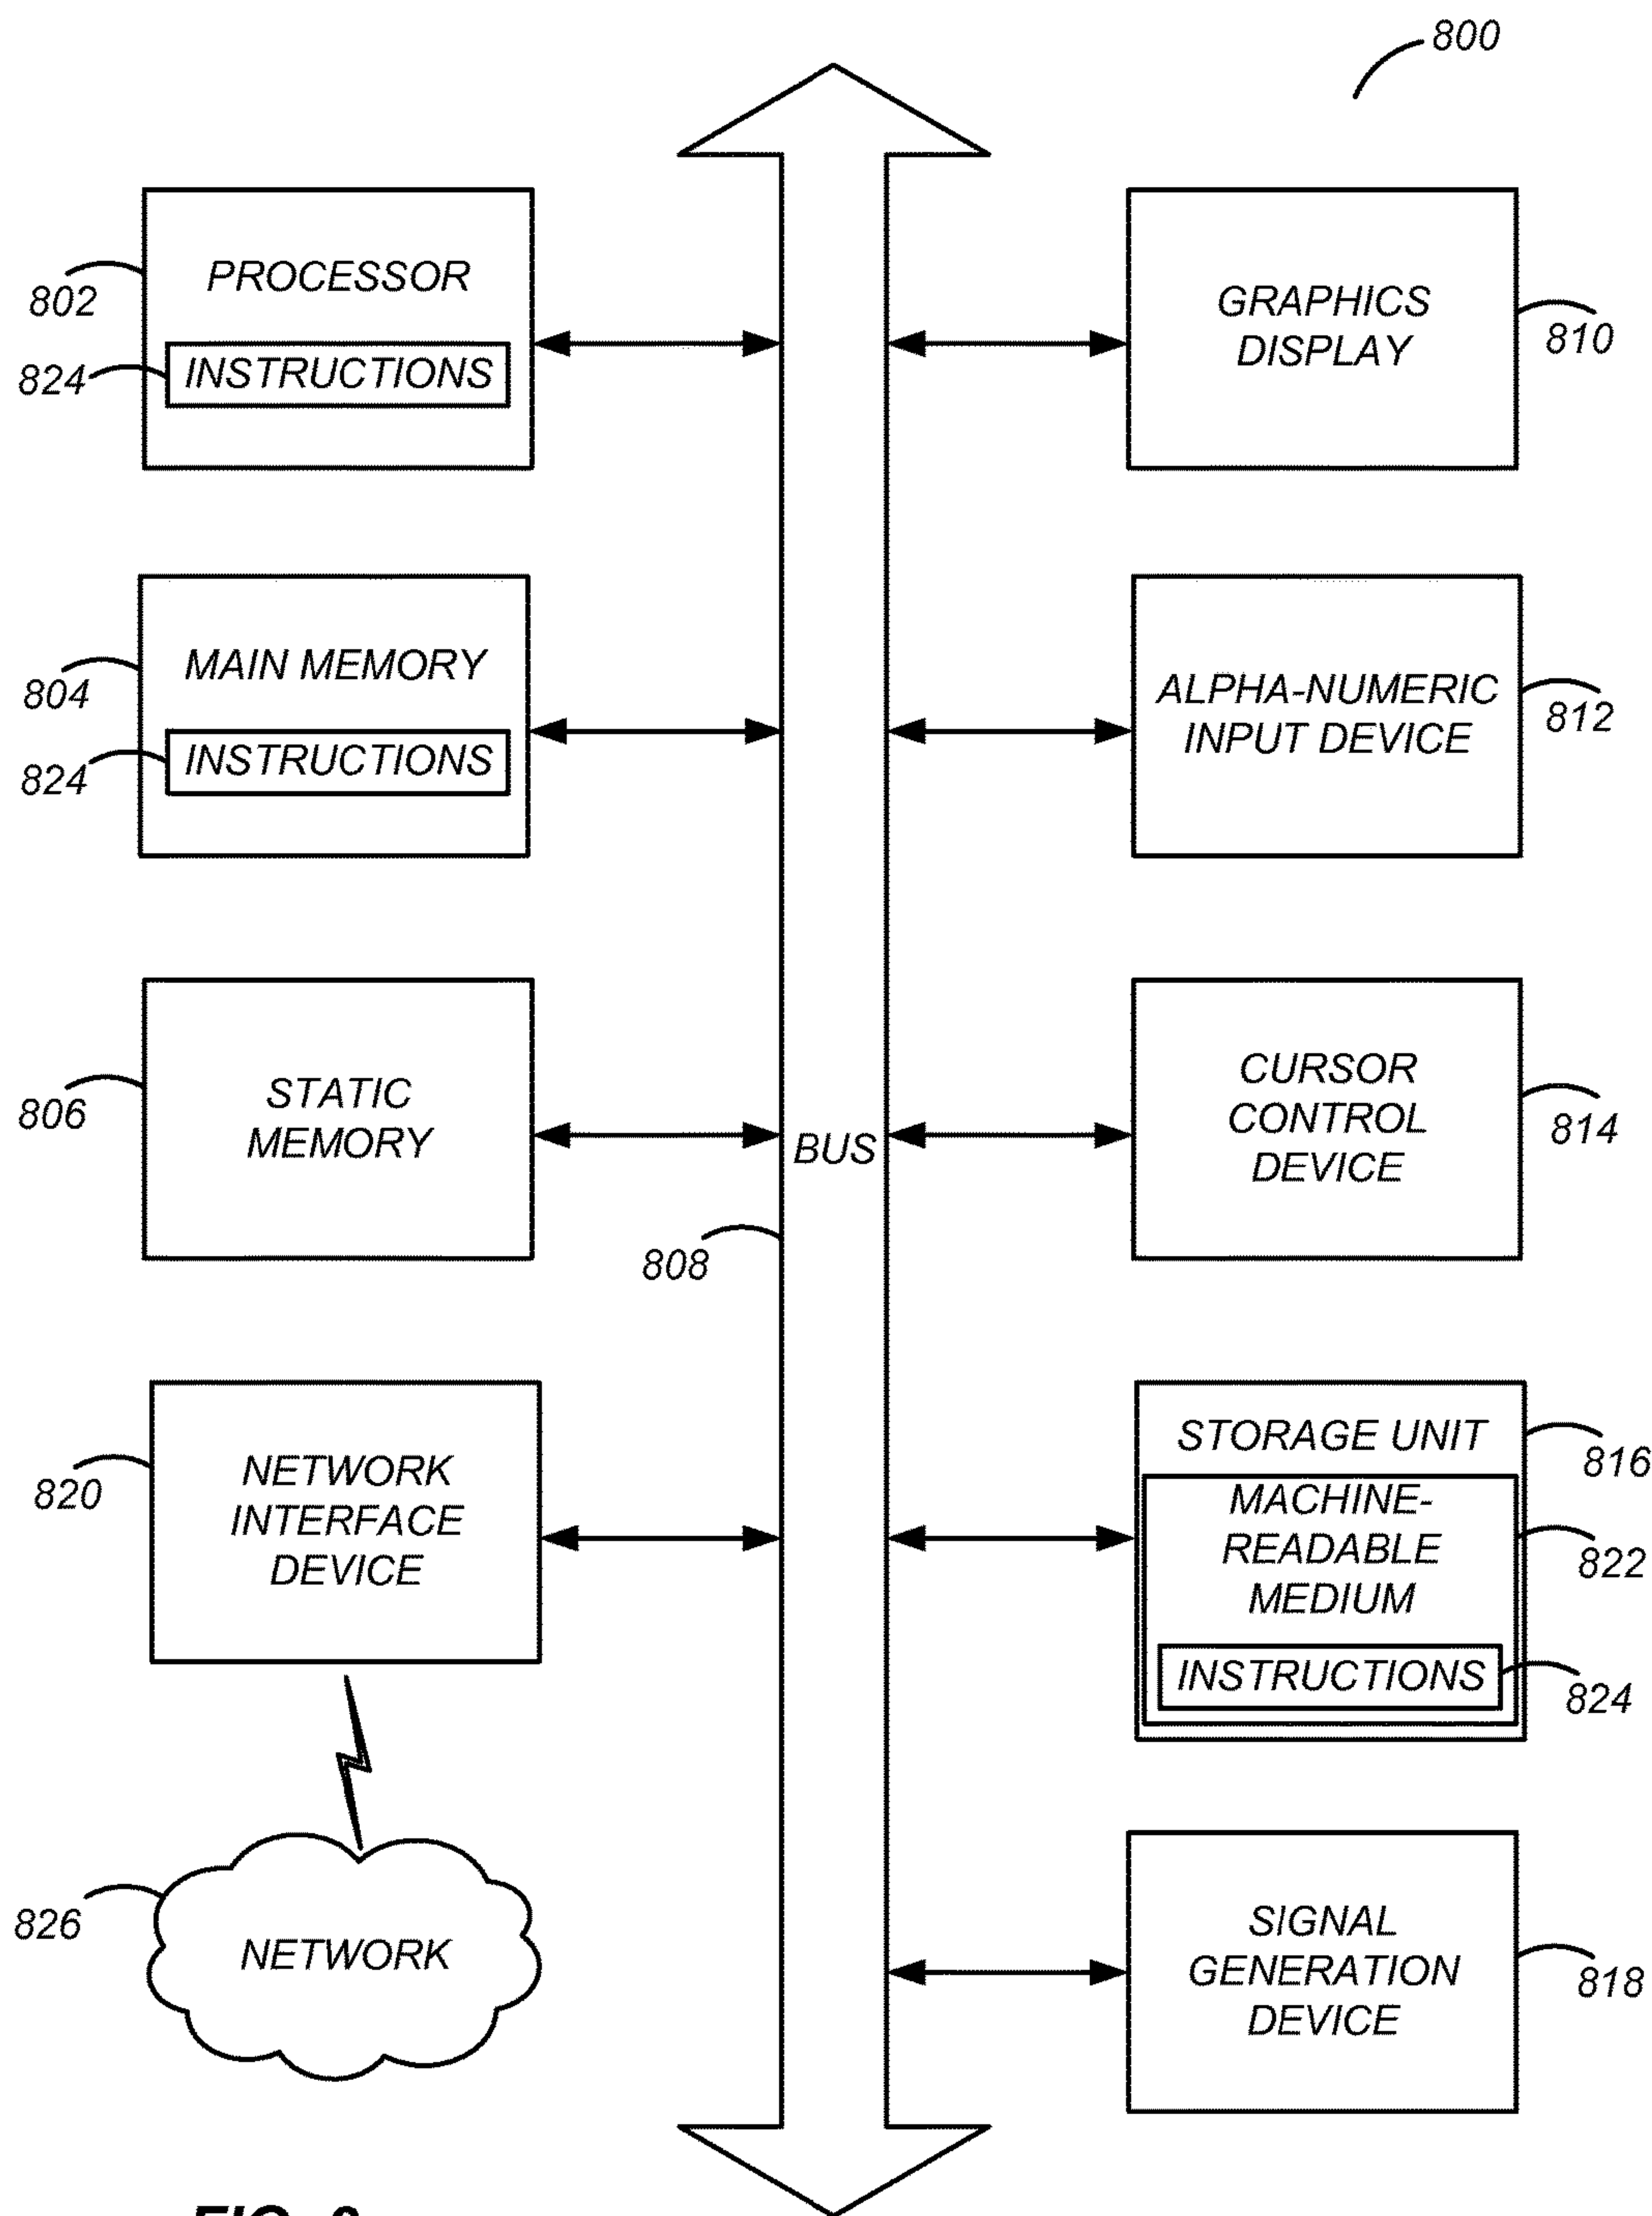 800
PROCESSOR
802
824
INSTRUCTIONS
GRAPHICS
DISPLAY
810
MAIN MEMORY
804
824
INSTRUCTIONS
ALPHA-NUMERIC
INPUT DEVICE
812
STATIC
MEMORY
806
BUS
808
CURSOR
CONTROL
DEVICE
814
NETWORK
INTERFACE
DEVICE
820
STORAGE UNIT
816
MACHINE-
READABLE
MEDIUM
822
INSTRUCTIONS
824
826
NETWORK
SIGNAL
GENERATION
DEVICE
818
FIG.